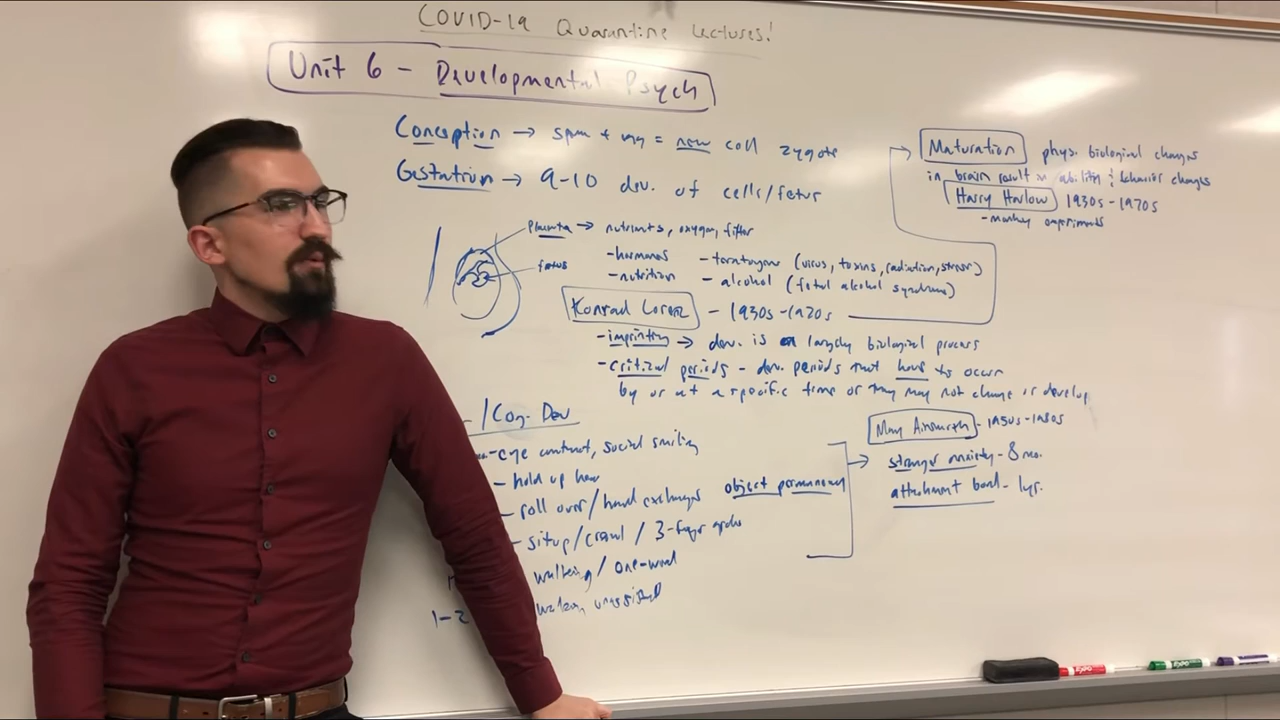 COVID-19 Quarantine Lectures!
Unit 6 - Developmental Psych
Conception → sperm + egg = new cell zygote
Gestation → 9-10 dev. of cells/fetus
placenta → nutrients, oxygen, filter
fetus
-hormones
-nutrition
-teratogens (virus, toxins, radiation, stress)
-alcohol (fetal alcohol syndrome)
Konrad Lorenz - 1930s-1970s
-imprinting → dev. is a largely biological process
-critical periods - dev. periods that have to occur
by or at a specific time or they may not change or develop
Maturation phys. biological changes
in brain result in ability & behavior changes
Harry Harlow 1930s-1970s
-monkey experiments
/Cog. Dev
-eye contact, social smiling
-hold up head
-roll over/hand exchanges
object permanency
-situp/crawl/3-finger
walking/one-word
1-2 unassisted
Mary Ainsworth - 1950s-1980s
stranger anxiety - 8 mo.
attachment bond - 1yr.
EXPO
EXPO
EXPO